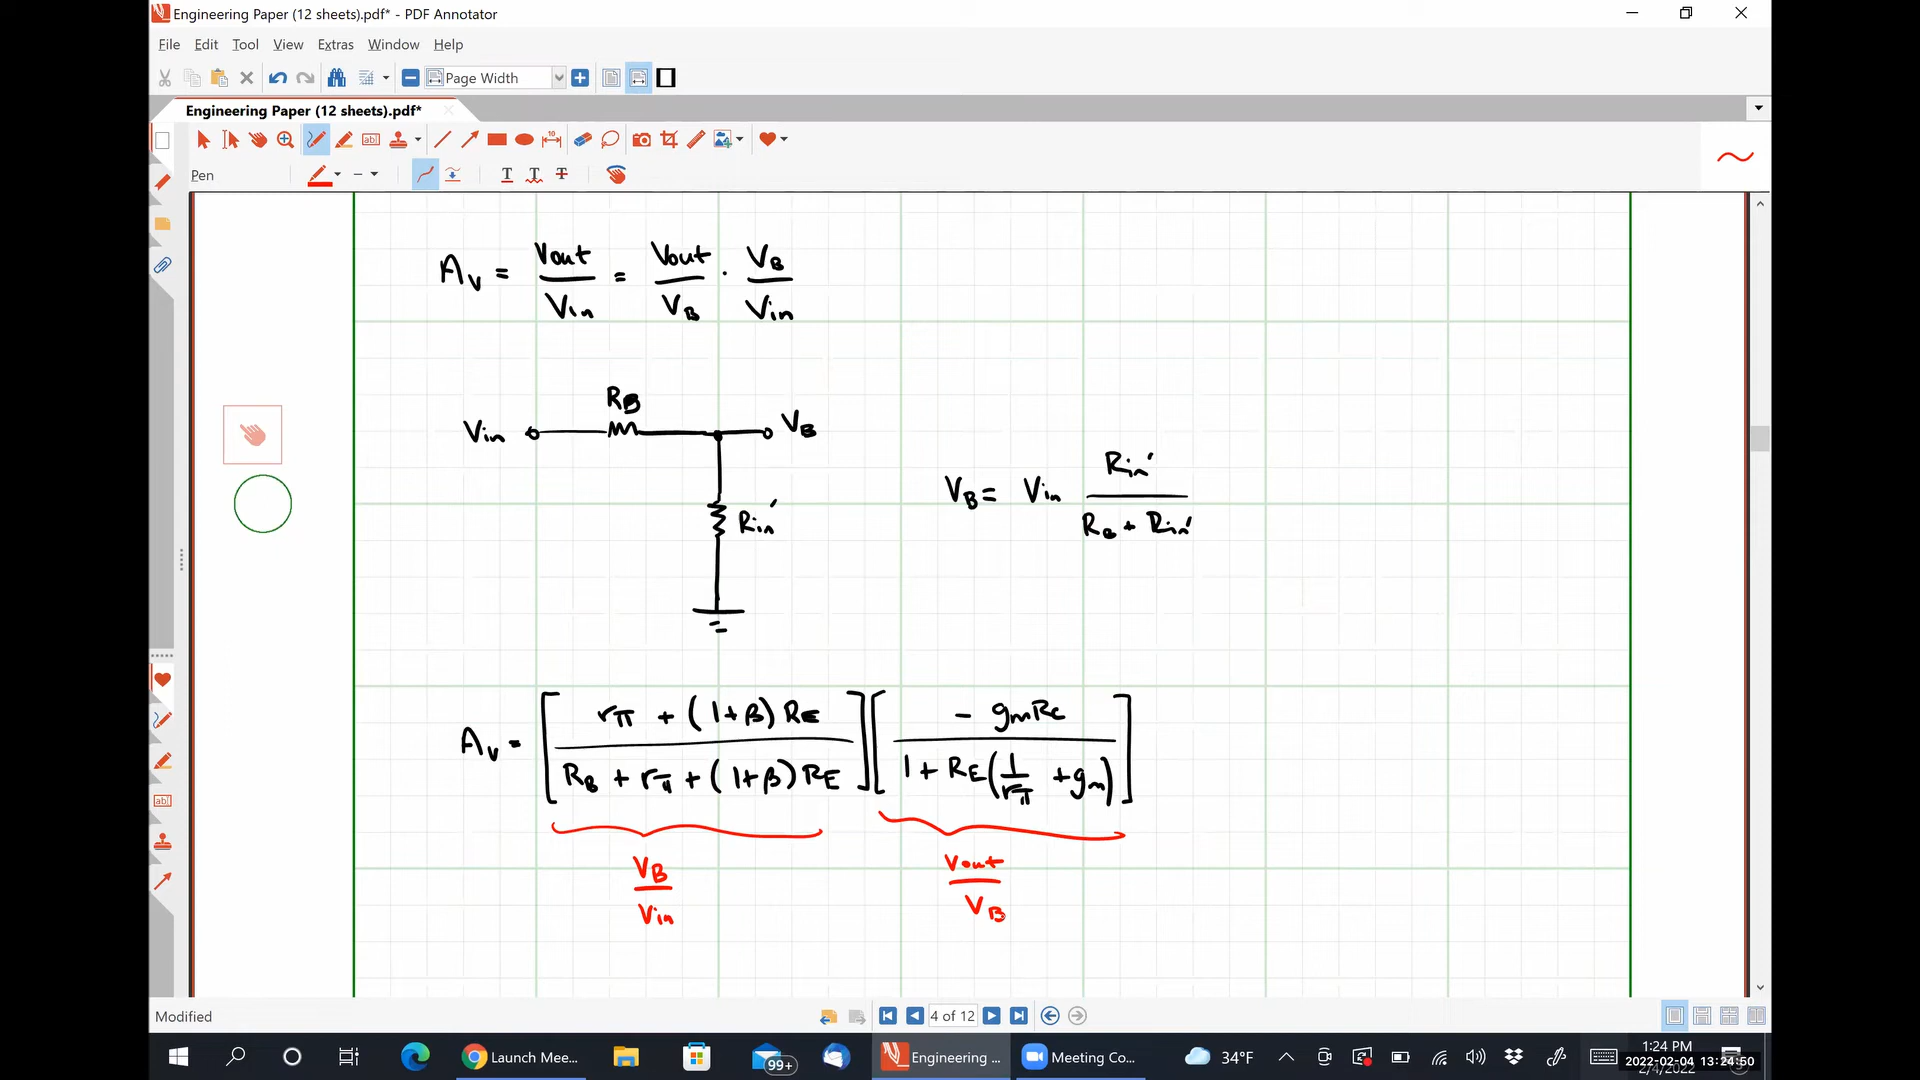 Engineering Paper (12 sheets).pdf* - PDF Annotator
File Edit Tool View Extras Window Help
Page Width
Engineering Paper (12 sheets).pdf*
Pen
Av = Vout/Vin = Vout/VB · VB/Vin
RB
Vin VB
Rin'
VB = Vin Rin'/(RB + Rin')
Av = [(rπ + (1+β)RE)/(RB + rπ + (1+β)RE)] [(- gmRC)/(1 + RE(1/rπ + gm))]
VB/Vin Vout/VB
Modified
4 of 12
Launch Mee...
99+
Engineering ...
Meeting Co...
34°F
1:24 PM
2022-02-04 13:24:50